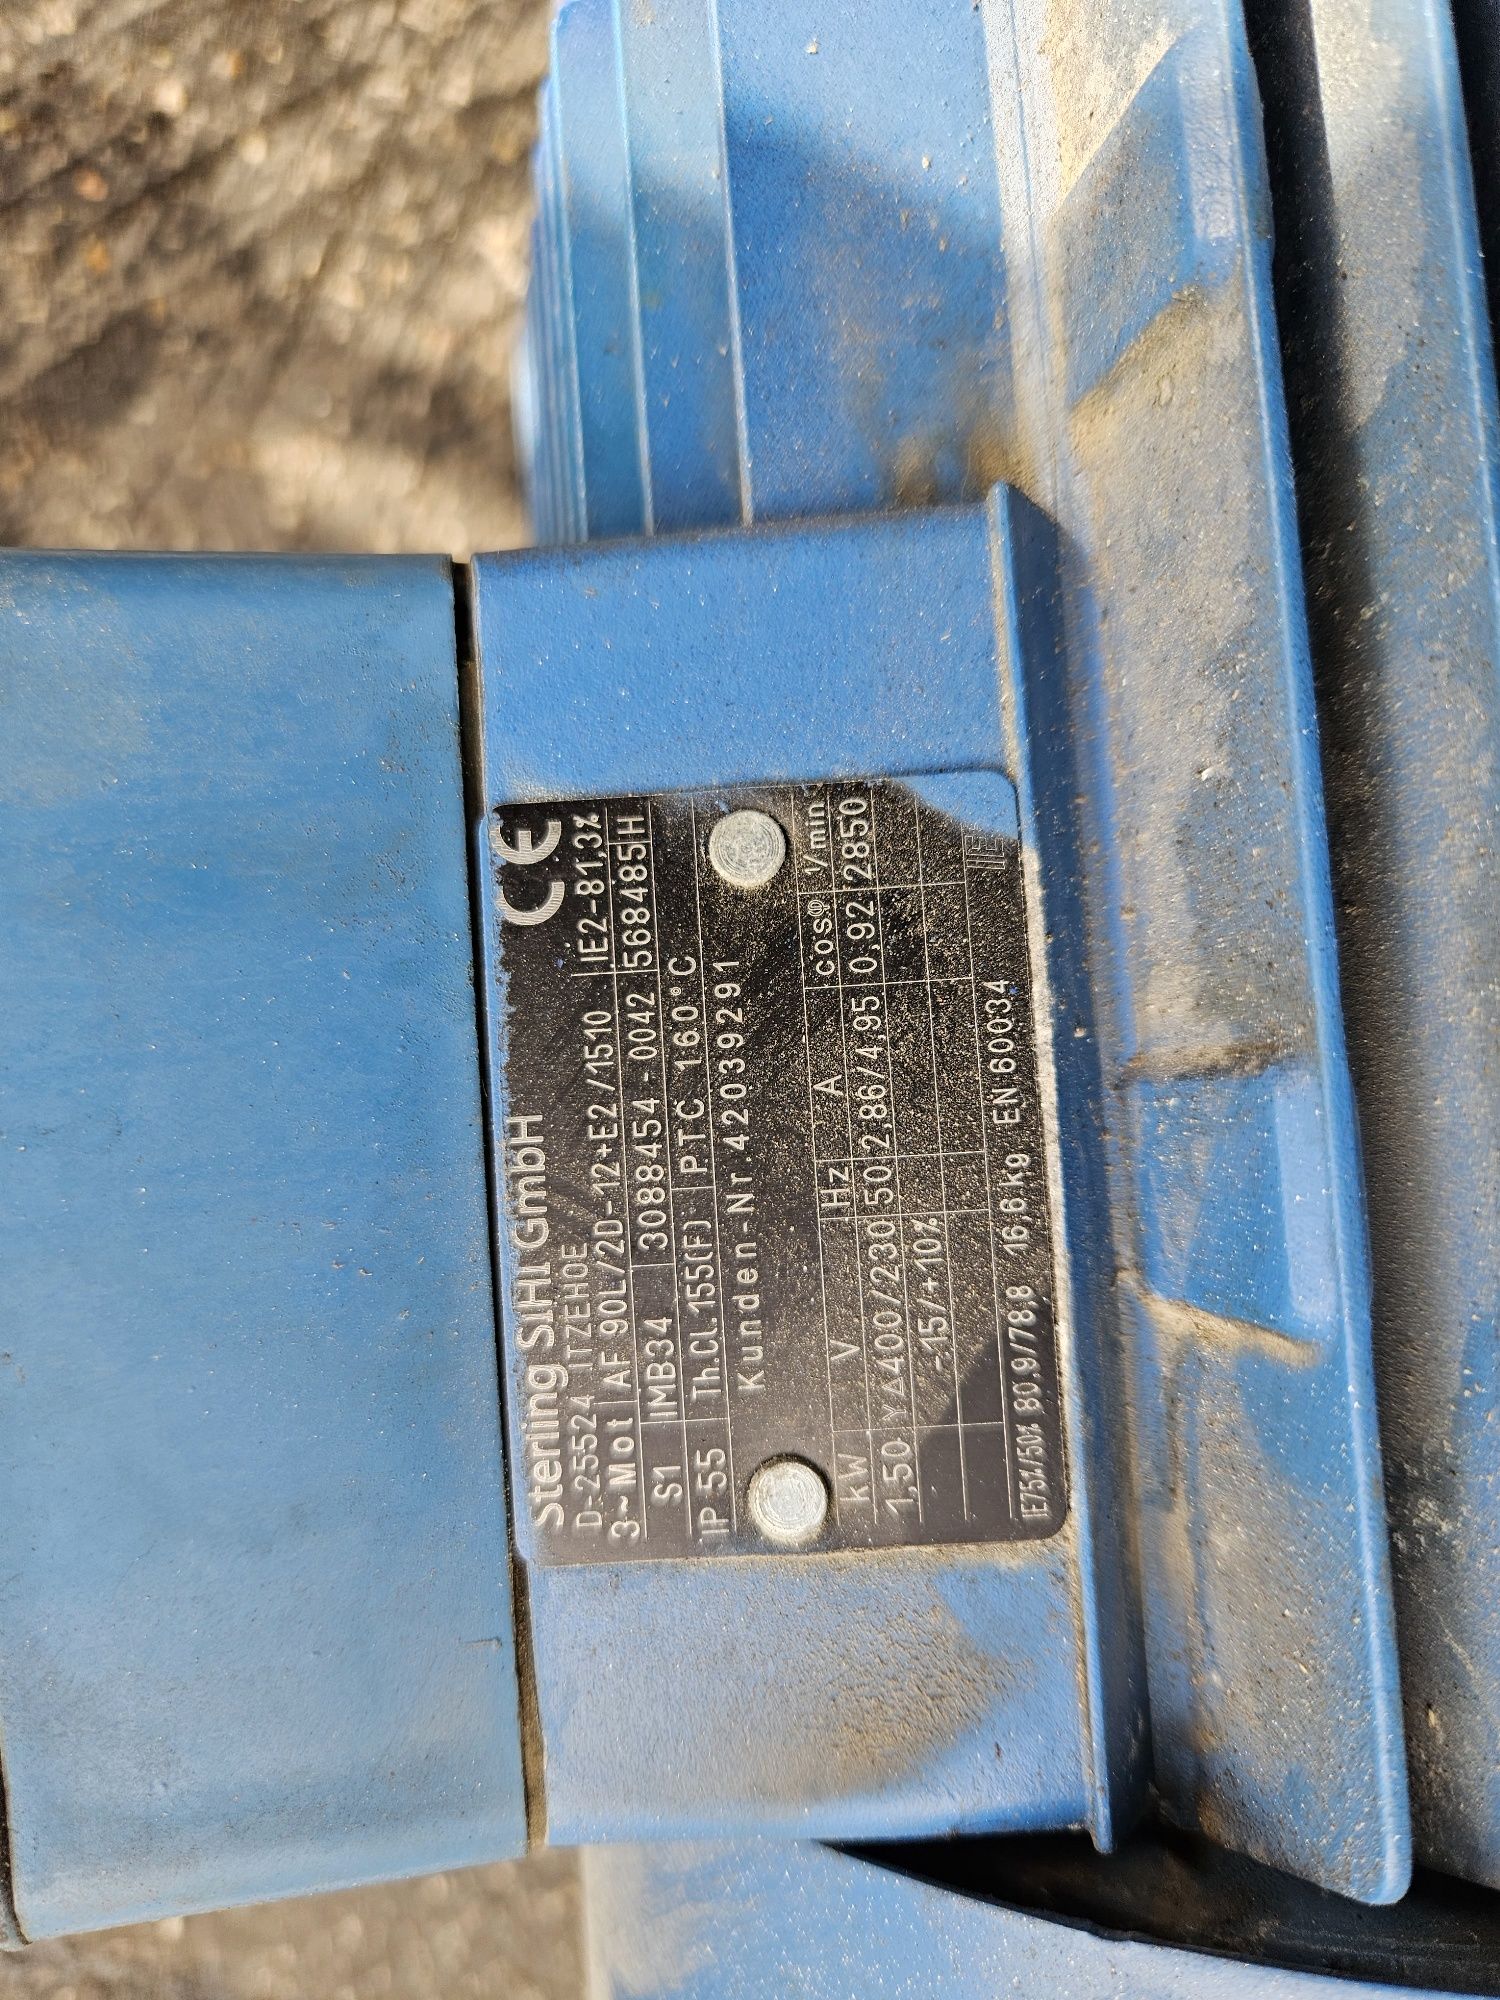 CE
Sterling SIHI GmbH
D-25524 ITZEHOE
3~Mot AF 90L/2D-12+E2 /1510 IE2-81,3%
S1 IMB34 3088454-0042 568485H
IP 55 Th.Cl.155(F) PTC 160°C
Kunden-Nr.42039291
kW V Hz A cosφ 1/min
1,50 Y∆400/230 50 2,86/4,95 0,92 2850
-15/+10%
IE75%/50% 80.9/78,8 16,6 kg EN 60034